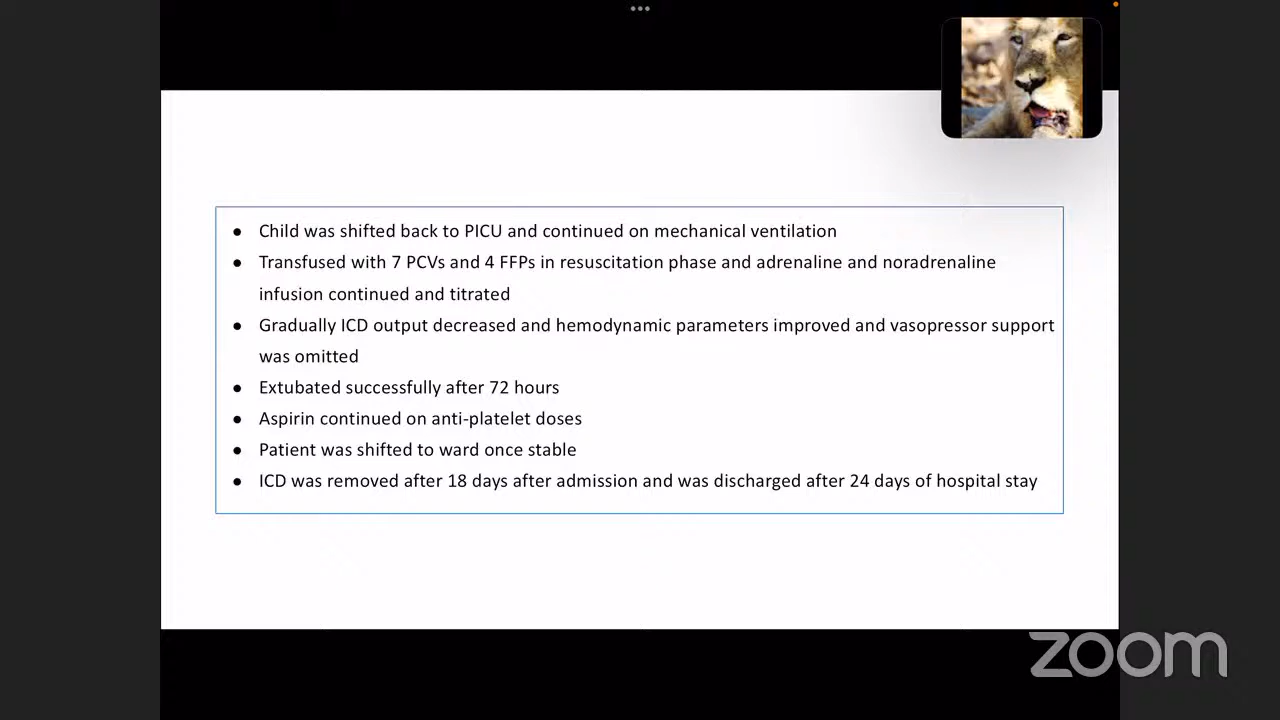 ● Child was shifted back to PICU and continued on mechanical ventilation
● Transfused with 7 PCVs and 4 FFPs in resuscitation phase and adrenaline and noradrenaline
infusion continued and titrated
● Gradually ICD output decreased and hemodynamic parameters improved and vasopressor support
was omitted
● Extubated successfully after 72 hours
● Aspirin continued on anti-platelet doses
● Patient was shifted to ward once stable
● ICD was removed after 18 days after admission and was discharged after 24 days of hospital stay
zoom